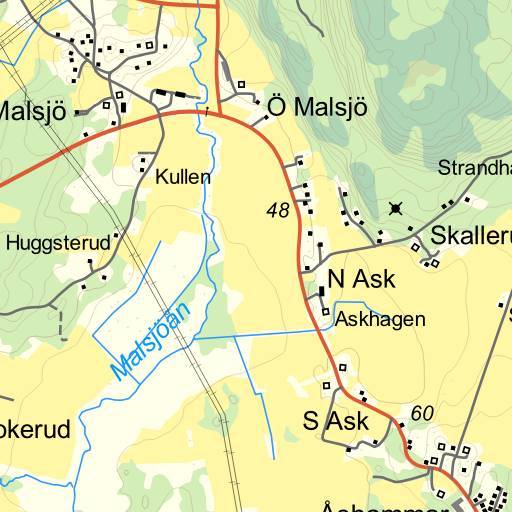 Malsjö
Ö Malsjö
Strandha
Kullen
48
Skalleru
Huggsterud
N Ask
Malsjöån
Askhagen
S Ask
60
okerud
Åshammar